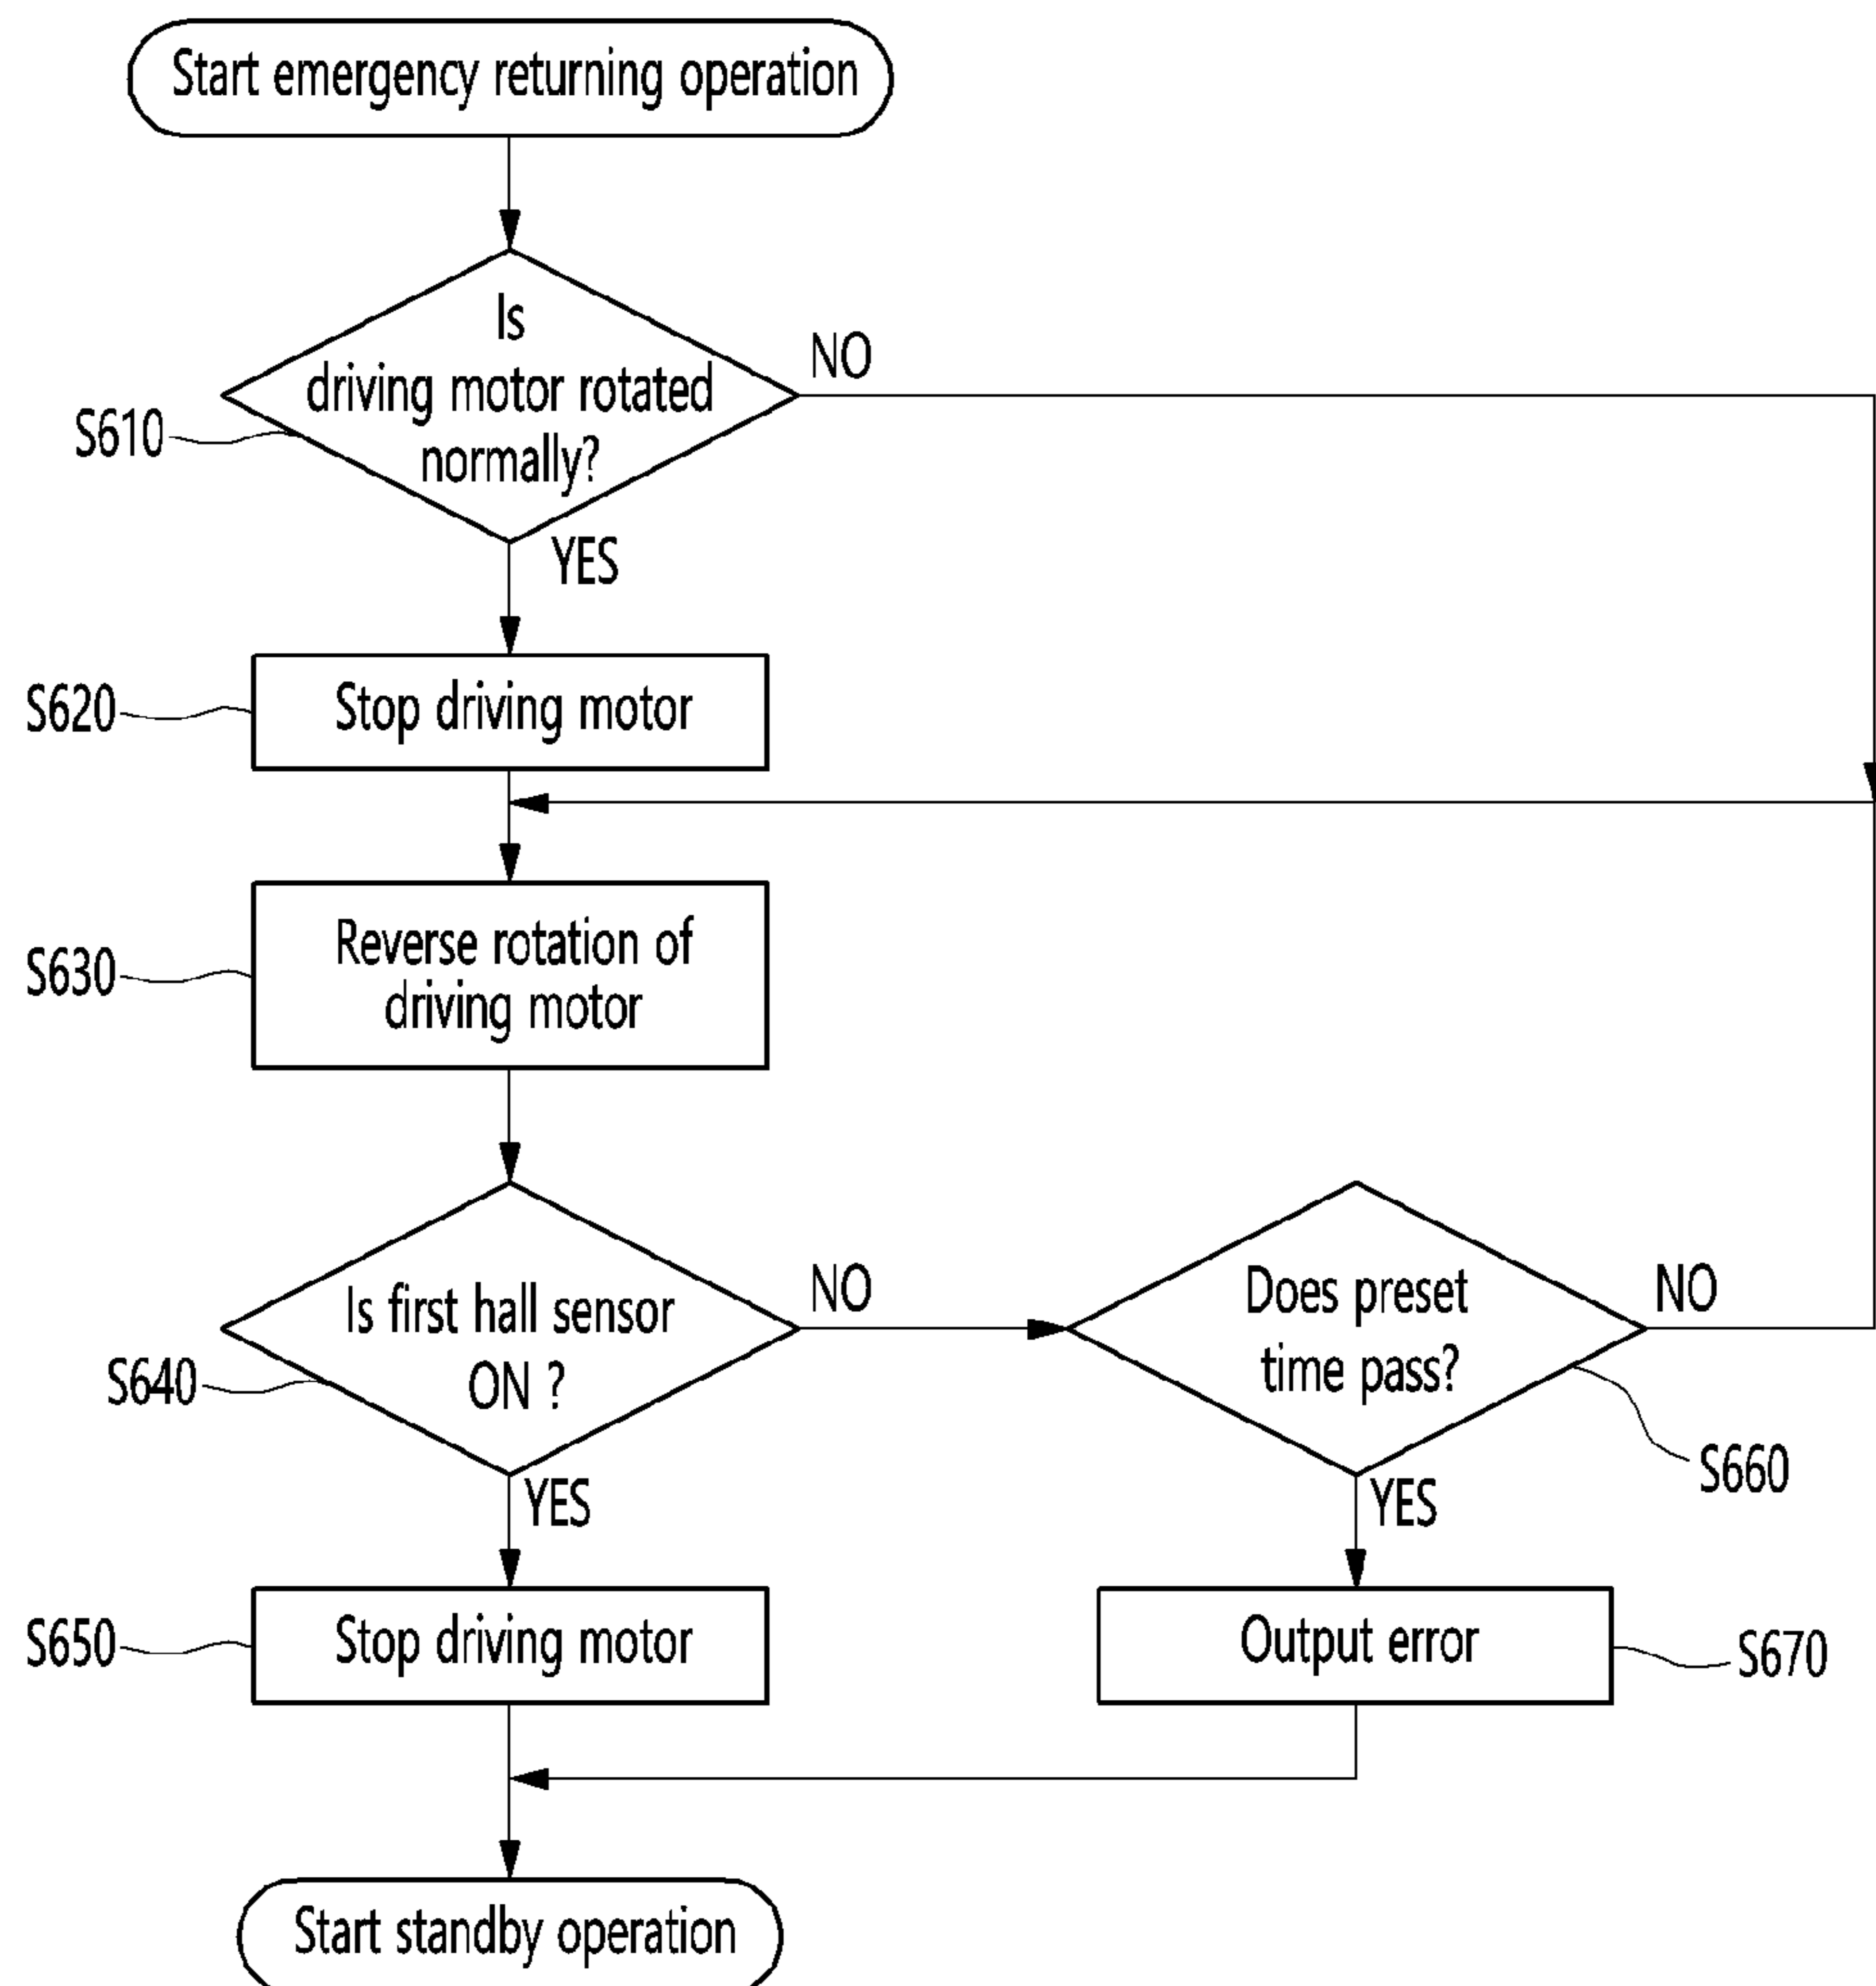 Start emergency returning operation
Is
driving motor rotated
normally?
NO
S610
YES
S620
Stop driving motor
S630
Reverse rotation of
driving motor
Is first hall sensor
ON ?
NO
S640
YES
Does preset
time pass?
NO
S660
YES
S650
Stop driving motor
Output error
S670
Start standby operation